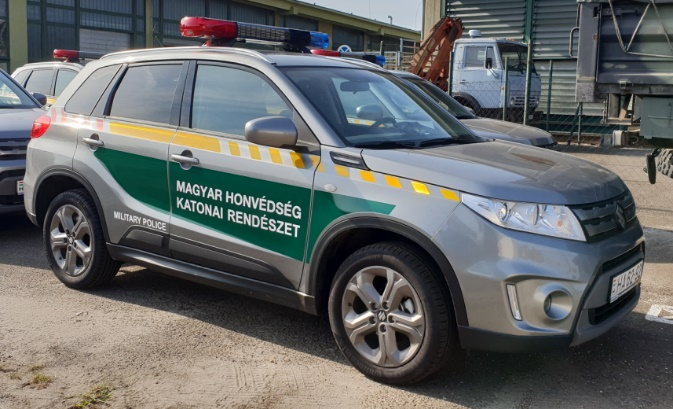 MAGYAR HONVÉDSÉG
KATONAI RENDÉSZET
MILITARY POLICE